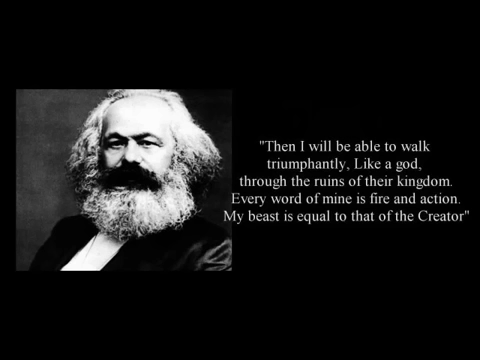 "Then I will be able to walk
triumphantly, Like a god,
through the ruins of their kingdom.
Every word of mine is fire and action.
My beast is equal to that of the Creator"